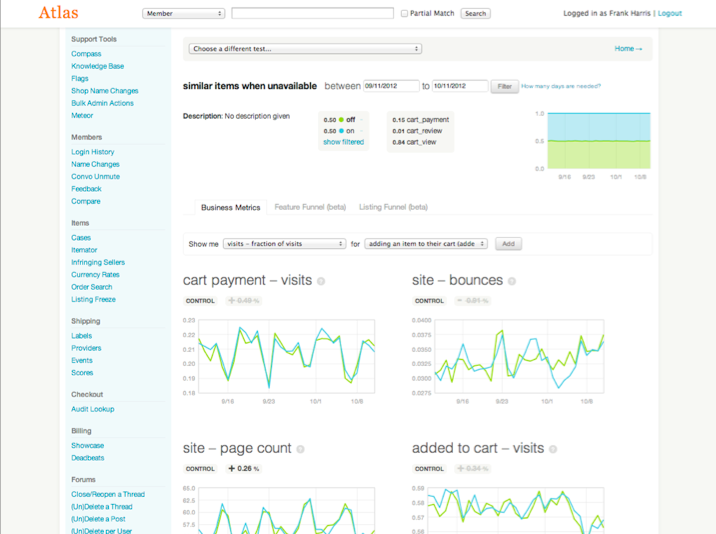 Atlas
Member
Partial Match
Search
Logged in as Frank Harris | Logout
Support Tools
Compass
Knowledge Base
Flags
Shop Name Changes
Bulk Admin Actions
Meteor
Members
Login History
Name Changes
Convo Unmute
Feedback
Compare
Items
Cases
Iternator
Infringing Sellers
Currency Rates
Order Search
Listing Freeze
Shipping
Labels
Providers
Events
Scores
Checkout
Audit Lookup
Billing
Showcase
Deadbeats
Forums
Close/Reopen a Thread
(Un)Delete a Thread
(Un)Delete a Post
(Un)Delete per User
Choose a different test...
Home →
similar items when unavailable between 09/11/2012 to 10/11/2012 Filter How many days are needed?
Description: No description given
0.50 off
0.50 on
show filtered
0.15 cart_payment
0.01 cart_review
0.84 cart_view
1.0
0.6
0.0
9/16 9/23 10/1 10/8
Business Metrics Feature Funnel (beta) Listing Funnel (beta)
Show me visits – fraction of visits for adding an item to their cart (adde Add
cart payment – visits ?
CONTROL + 0.49 %
0.23
0.22
0.21
0.20
0.19
0.18
9/16 9/23 10/1 10/8
site – bounces ?
CONTROL – 0.01 %
0.0400
0.0375
0.0350
0.0325
0.0300
0.0275
9/16 9/23 10/1 10/8
site – page count ?
CONTROL + 0.26 %
65.0
62.5
60.0
57.5
added to cart – visits ?
CONTROL + 0.24 %
0.59
0.58
0.57
0.56